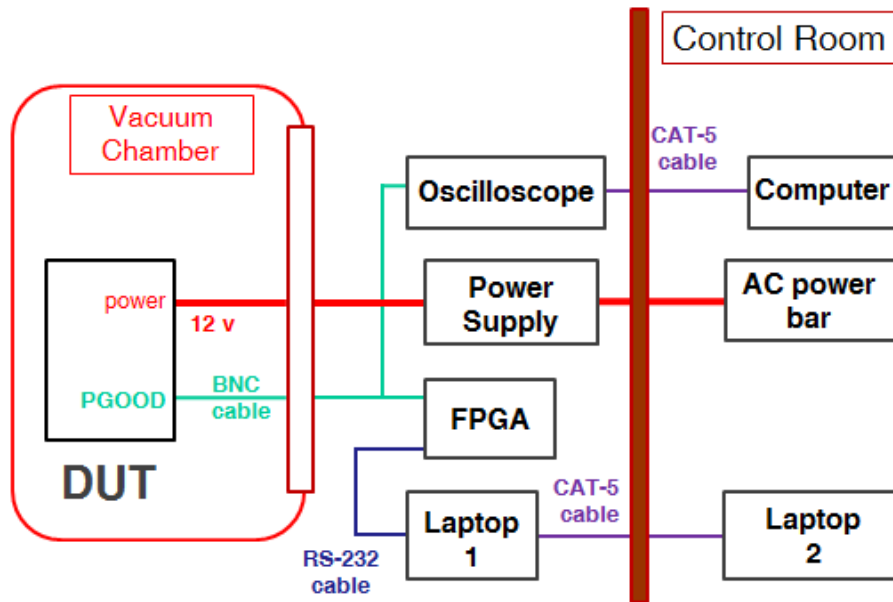 Control Room
Vacuum
Chamber
CAT-5
cable
Oscilloscope
Computer
power
12 v
Power
Supply
AC power
bar
PGOOD
BNC
cable
FPGA
DUT
CAT-5
cable
Laptop
1
Laptop
2
RS-232
cable